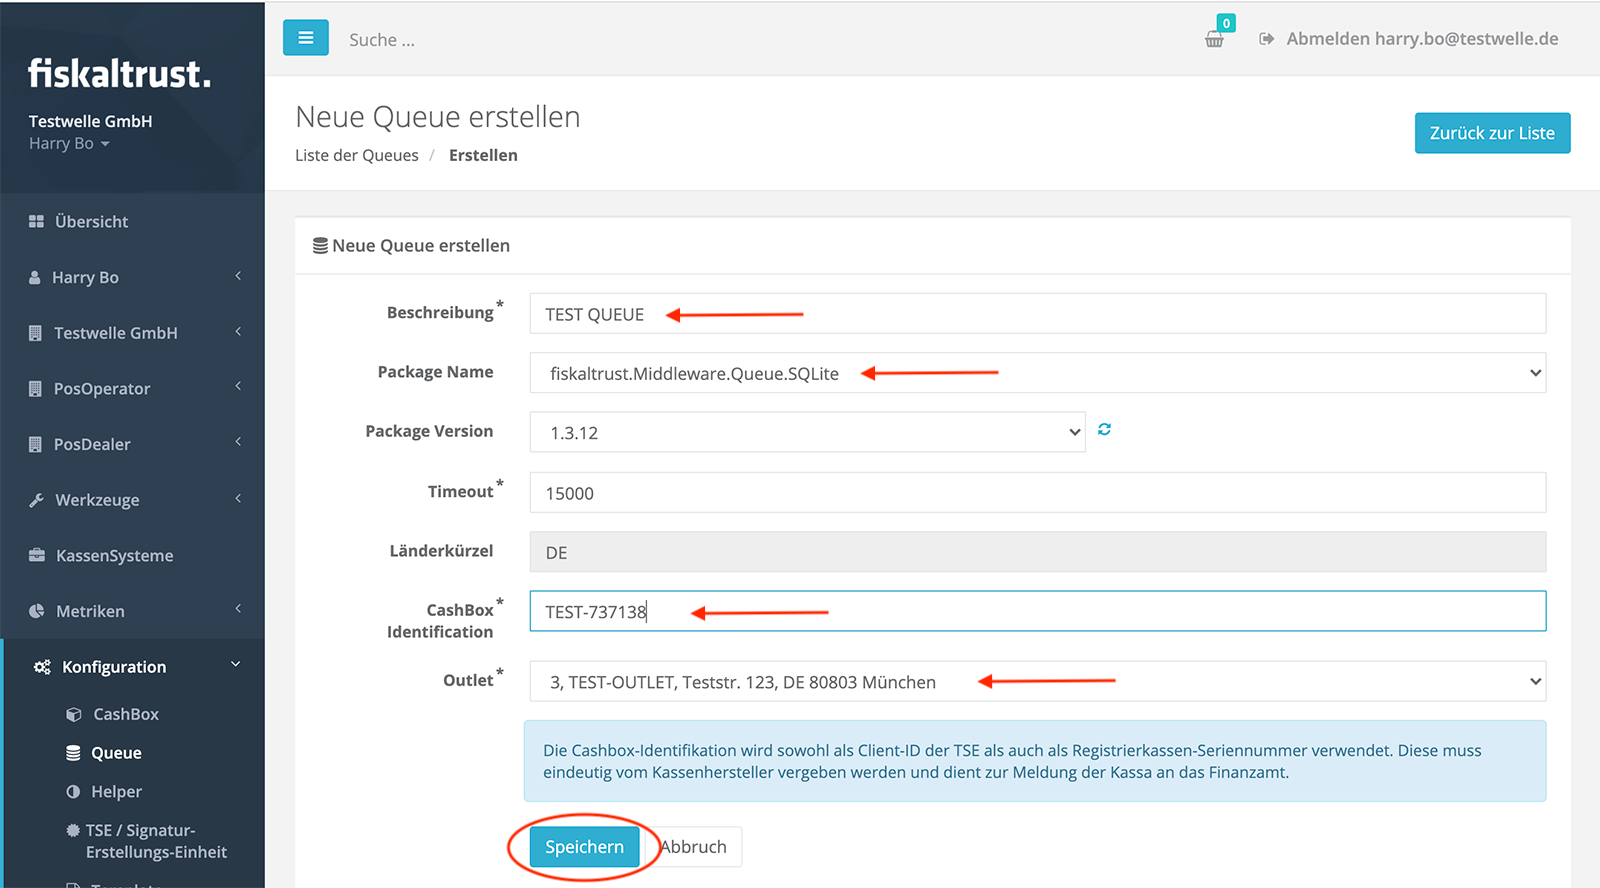 fiskaltrust.
Testwelle GmbH
Harry Bo
Übersicht
Harry Bo
Testwelle GmbH
PosOperator
PosDealer
Werkzeuge
KassenSysteme
Metriken
Konfiguration
CashBox
Queue
Helper
TSE / Signatur-
Erstellungs-Einheit
Suche ...
0
Abmelden harry.bo@testwelle.de
Neue Queue erstellen
Liste der Queues / Erstellen
Zurück zur Liste
Neue Queue erstellen
Beschreibung* TEST QUEUE
Package Name fiskaltrust.Middleware.Queue.SQLite
Package Version 1.3.12
Timeout* 15000
Länderkürzel DE
CashBox* TEST-737138
Identification
Outlet* 3, TEST-OUTLET, Teststr. 123, DE 80803 München
Die Cashbox-Identifikation wird sowohl als Client-ID der TSE als auch als Registrierkassen-Seriennummer verwendet. Diese muss
eindeutig vom Kassenhersteller vergeben werden und dient zur Meldung der Kassa an das Finanzamt.
Speichern Abbruch